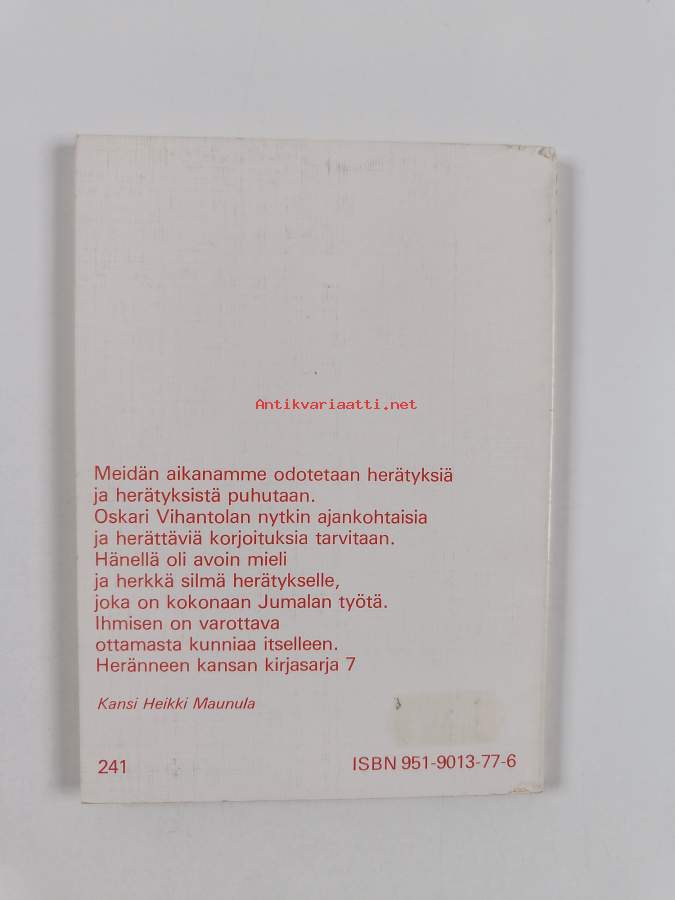 Antikvariaatti.net
Meidän aikanamme odotetaan herätyksiä
ja herätyksistä puhutaan.
Oskari Vihantolan nytkin ajankohtaisia
ja herättäviä korjoituksia tarvitaan.
Hänellä oli avoin mieli
ja herkkä silmä herätykselle,
joka on kokonaan Jumalan työtä.
Ihmisen on varottava
ottamasta kunniaa itselleen.
Heränneen kansan kirjasarja 7
Kansi Heikki Maunula
241 ISBN 951-9013-77-6